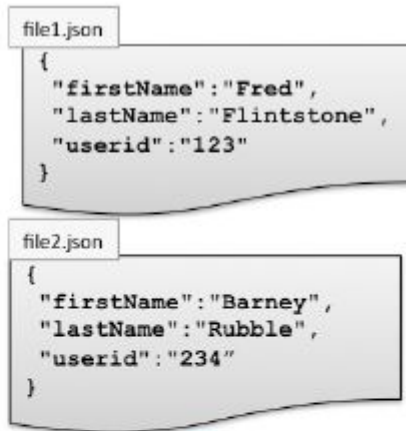 file1.json
{
"firstName":"Fred",
"lastName":"Flintstone",
"userid":"123"
}
file2.json
{
"firstName":"Barney",
"lastName":"Rubble",
"userid":"234”
}